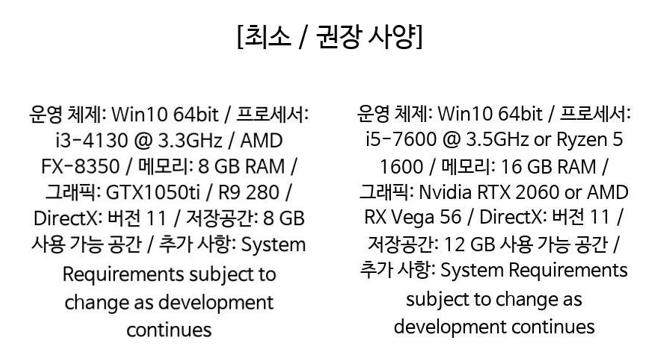 [최소 / 권장 사양]
운영 체제: Win10 64bit / 프로세서:
i3-4130 @ 3.3GHz / AMD
FX-8350 / 메모리: 8 GB RAM /
그래픽: GTX1050ti / R9 280 /
DirectX: 버전 11 / 저장공간: 8 GB
사용 가능 공간 / 추가 사항: System
Requirements subject to
change as development
continues
운영 체제: Win10 64bit / 프로세서:
i5-7600 @ 3.5GHz or Ryzen 5
1600 / 메모리: 16 GB RAM /
그래픽: Nvidia RTX 2060 or AMD
RX Vega 56 / DirectX: 버전 11 /
저장공간: 12 GB 사용 가능 공간 /
추가 사항: System Requirements
subject to change as
development continues